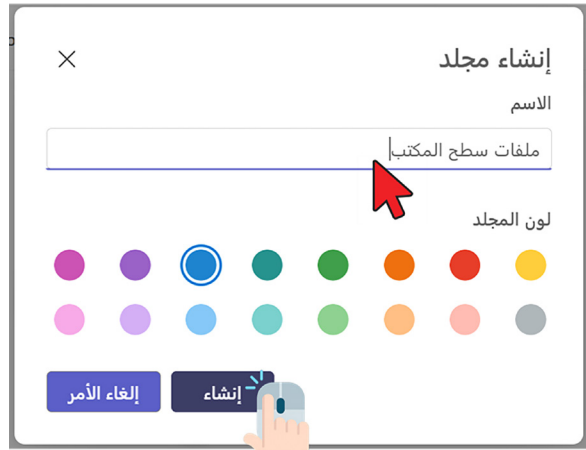 إنشاء مجلد
الاسم
ملفات سطح المكتب
لون المجلد
إنشاء
إلغاء الأمر